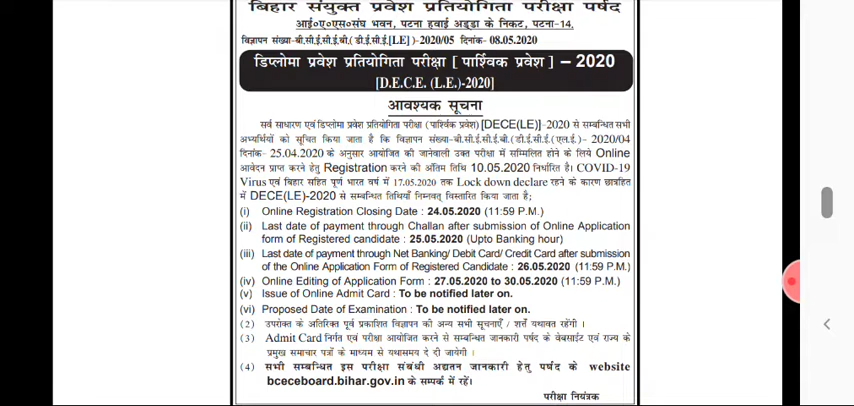 बिहार संयुक्त प्रवेश प्रतियोगिता परीक्षा पर्षद
आई०ए०एस०संघ भवन, पटना हवाई अड्डा के निकट, पटना-14.
विज्ञापन संख्या-बी.सी.ई.सी.ई.बी.(डी.ई.सी.ई.[LE])-2020/05 दिनांक- 08.05.2020
डिप्लोमा प्रवेश प्रतियोगिता परीक्षा [ पार्श्विक प्रवेश ] – 2020
[D.E.C.E. (L.E.)-2020]
आवश्यक सूचना
सर्व साधारण एवं डिप्लोमा प्रवेश प्रतियोगिता परीक्षा (पार्श्विक प्रवेश) [DECE(LE)]-2020 से सम्बन्धित सभी
अभ्यर्थियों को सूचित किया जाता है कि विज्ञापन संख्या-बी.सी.ई.सी.ई.बी.(डी.ई.सी.ई.(एल.ई.)- 2020/04
दिनांक- 25.04.2020 के अनुसार आयोजित की जानेवाली उक्त परीक्षा में सम्मिलित होने के लिये Online
आवेदन प्राप्त करने हेतु Registration करने की अंतिम तिथि 10.05.2020 निर्धारित है। COVID-19
Virus एवं बिहार सहित पूर्ण भारत वर्ष में 17.05.2020 तक Lock down declare रहने के कारण छात्रहित
में DECE(LE)-2020 से सम्बन्धित तिथियाँ निम्नवत् विस्तारित किया जाता है;
(i) Online Registration Closing Date : 24.05.2020 (11:59 P.M.)
(ii) Last date of payment through Challan after submission of Online Application
form of Registered candidate : 25.05.2020 (Upto Banking hour)
(iii) Last date of payment through Net Banking/ Debit Card/ Credit Card after submission
of the Online Application Form of Registered Candidate : 26.05.2020 (11:59 P.M.)
(iv) Online Editing of Application Form : 27.05.2020 to 30.05.2020 (11:59 P.M.)
(v) Issue of Online Admit Card : To be notified later on.
(vi) Proposed Date of Examination : To be notified later on.
(2) उपरोक्त के अतिरिक्त पूर्व प्रकाशित विज्ञापन की अन्य सभी सूचनाएँ / शर्तें यथावत रहेंगी ।
(3) Admit Card निर्गत एवं परीक्षा आयोजित करने से सम्बन्धित जानकारी पर्षद के वेबसाईट एवं राज्य के
प्रमुख समाचार पत्रों के माध्यम से यथासमय दे दी जायेगी ।
(4) सभी सम्बन्धित इस परीक्षा संबंधी अद्यतन जानकारी हेतु पर्षद के website
bceceboard.bihar.gov.in के सम्पर्क में रहें।
परीक्षा नियंत्रक